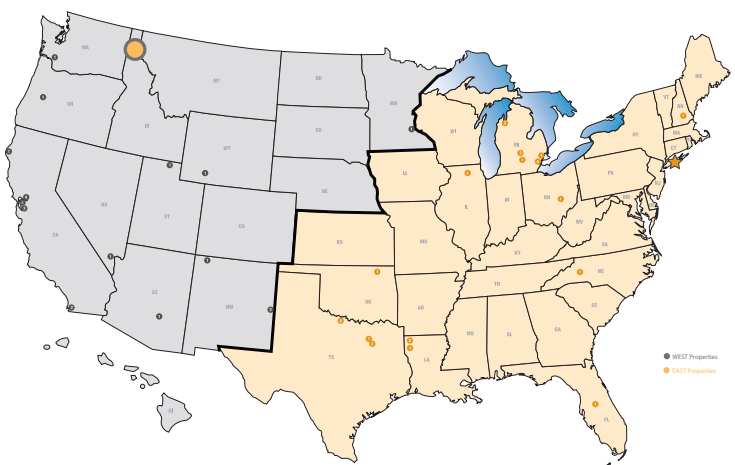 WA
MT
ND
MN
OR
ID
WY
SD
WI
MI
VT
NH
ME
NY
MA
CT
NJ
PA
IA
NE
NV
UT
CO
CA
AZ
NM
KS
MO
IL
IN
OH
WV
VA
MD
KY
TN
NC
SC
OK
AR
TX
LA
MS
AL
GA
FL
WEST Properties
EAST Properties